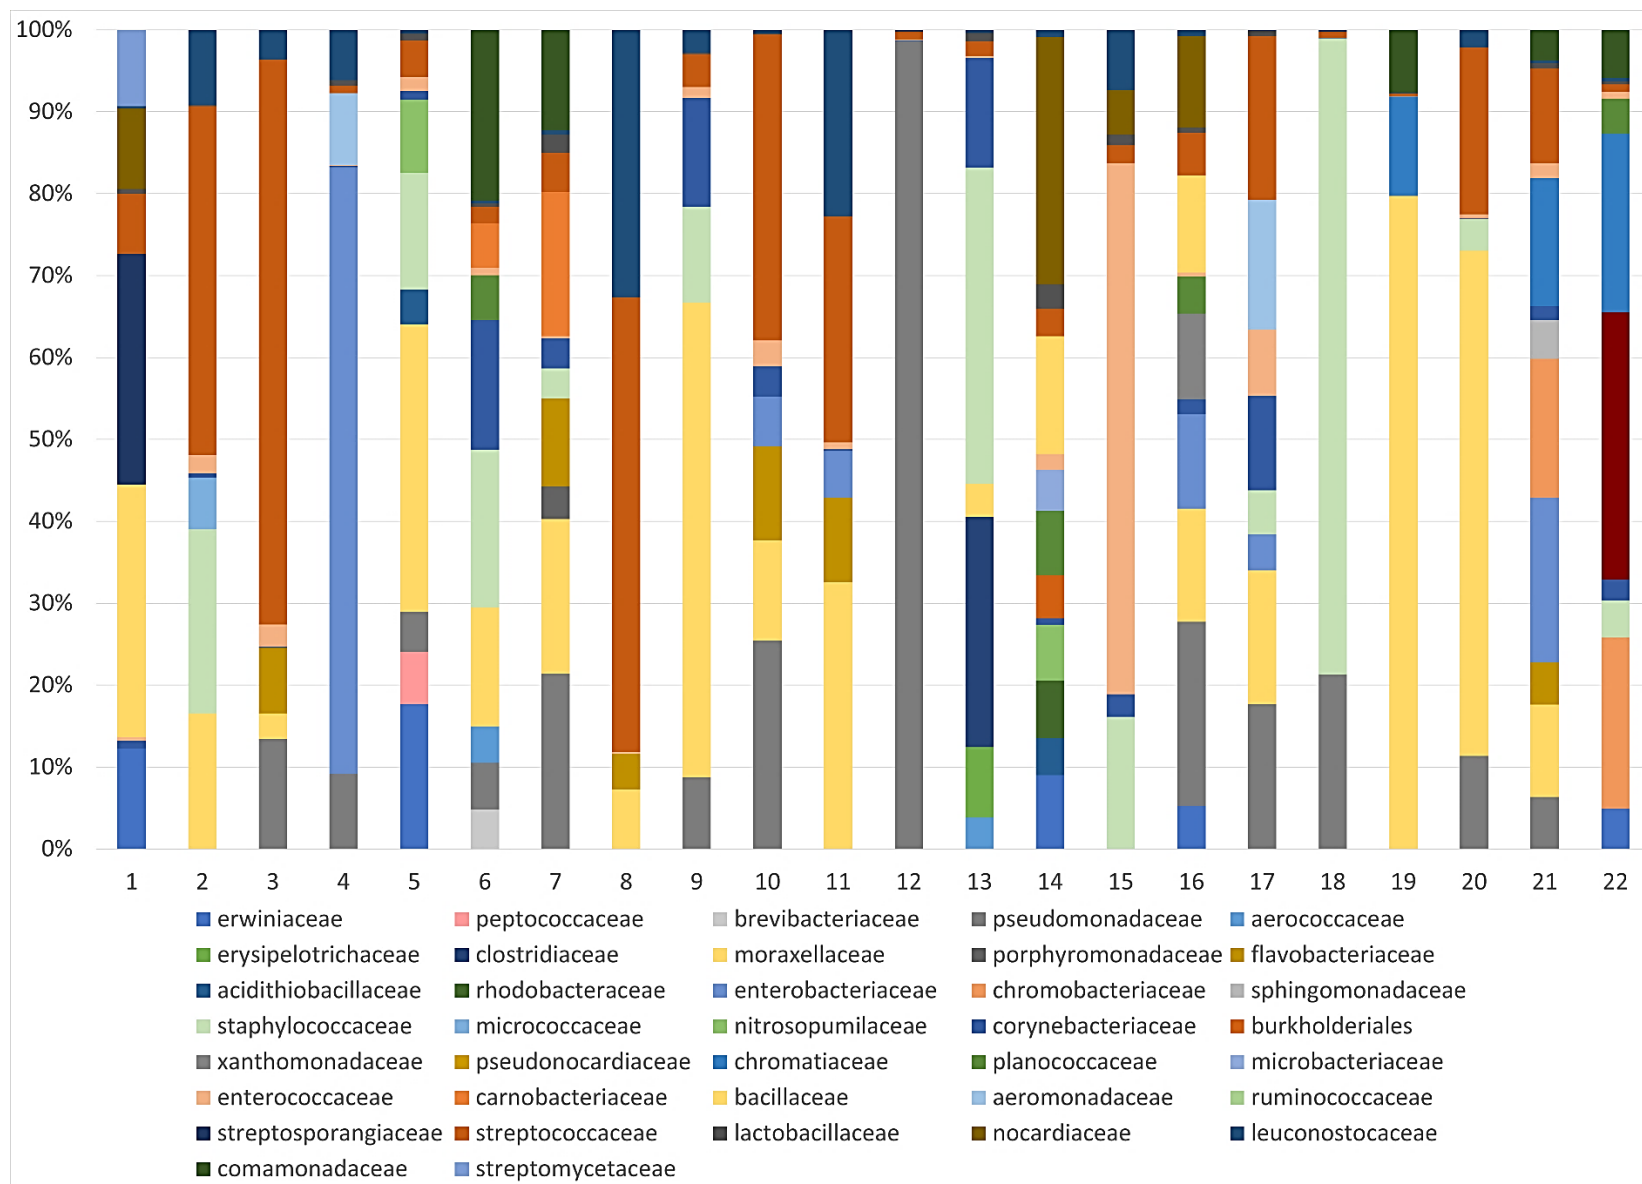 100%
90%
80%
70%
60%
50%
40%
30%
20%
10%
0%
1 2 3 4 5 6 7 8 9 10 11 12 13 14 15 16 17 18 19 20 21 22
erwiniaceae peptococcaceae brevibacteriaceae pseudomonadaceae aerococcaceae
erysipelotrichaceae clostridiaceae moraxellaceae porphyromonadaceae flavobacteriaceae
acidithiobacillaceae rhodobacteraceae enterobacteriaceae chromobacteriaceae sphingomonadaceae
staphylococcaceae micrococcaceae nitrosopumilaceae corynebacteriaceae burkholderiales
xanthomonadaceae pseudonocardiaceae chromatiaceae planococcaceae microbacteriaceae
enterococcaceae carnobacteriaceae bacillaceae aeromonadaceae ruminococcaceae
streptosporangiaceae streptococcaceae lactobacillaceae nocardiaceae leuconostocaceae
comamonadaceae streptomycetaceae